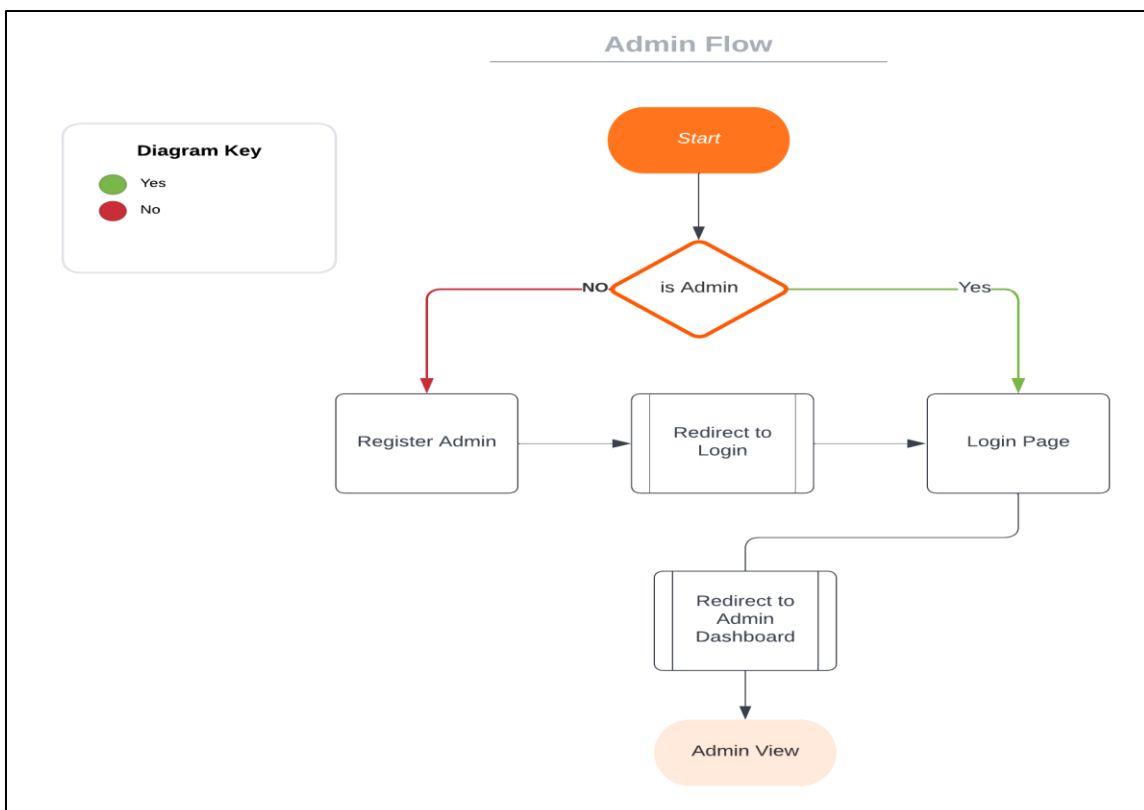 Admin Flow
Diagram Key
Yes
No
Start
is Admin
NO
Yes
Register Admin
Redirect to
Login
Login Page
Redirect to
Admin
Dashboard
Admin View